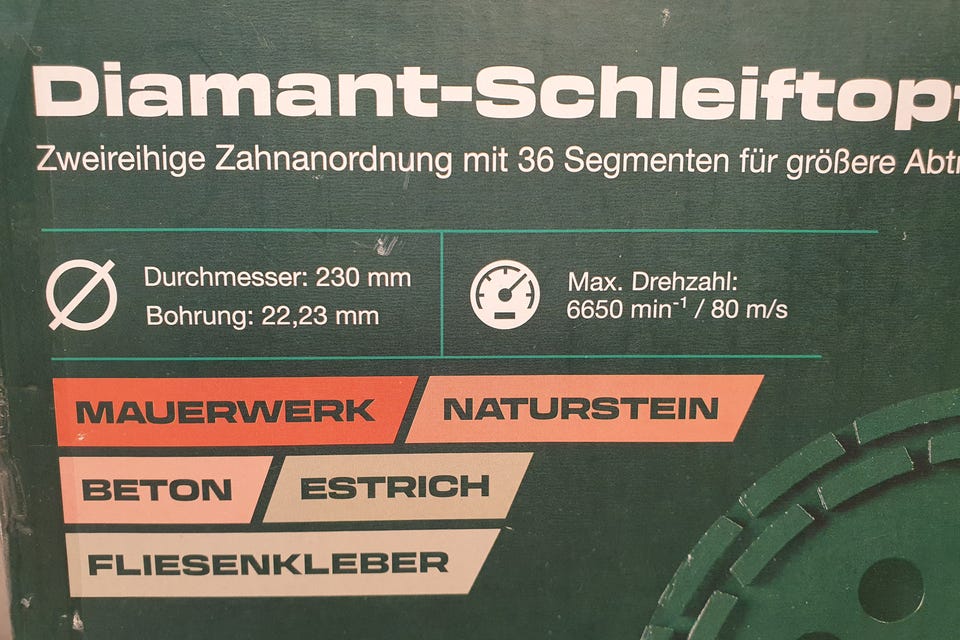 Diamant-Schleiftop
Zweireihige Zahnanordnung mit 36 Segmenten für größere
Durchmesser: 230 mm
Bohrung: 22,23 mm
Max. Drehzahl:
6650 min⁻¹ / 80 m/s
MAUERWERK NATURSTEIN
BETON ESTRICH
FLIESENKLEBER